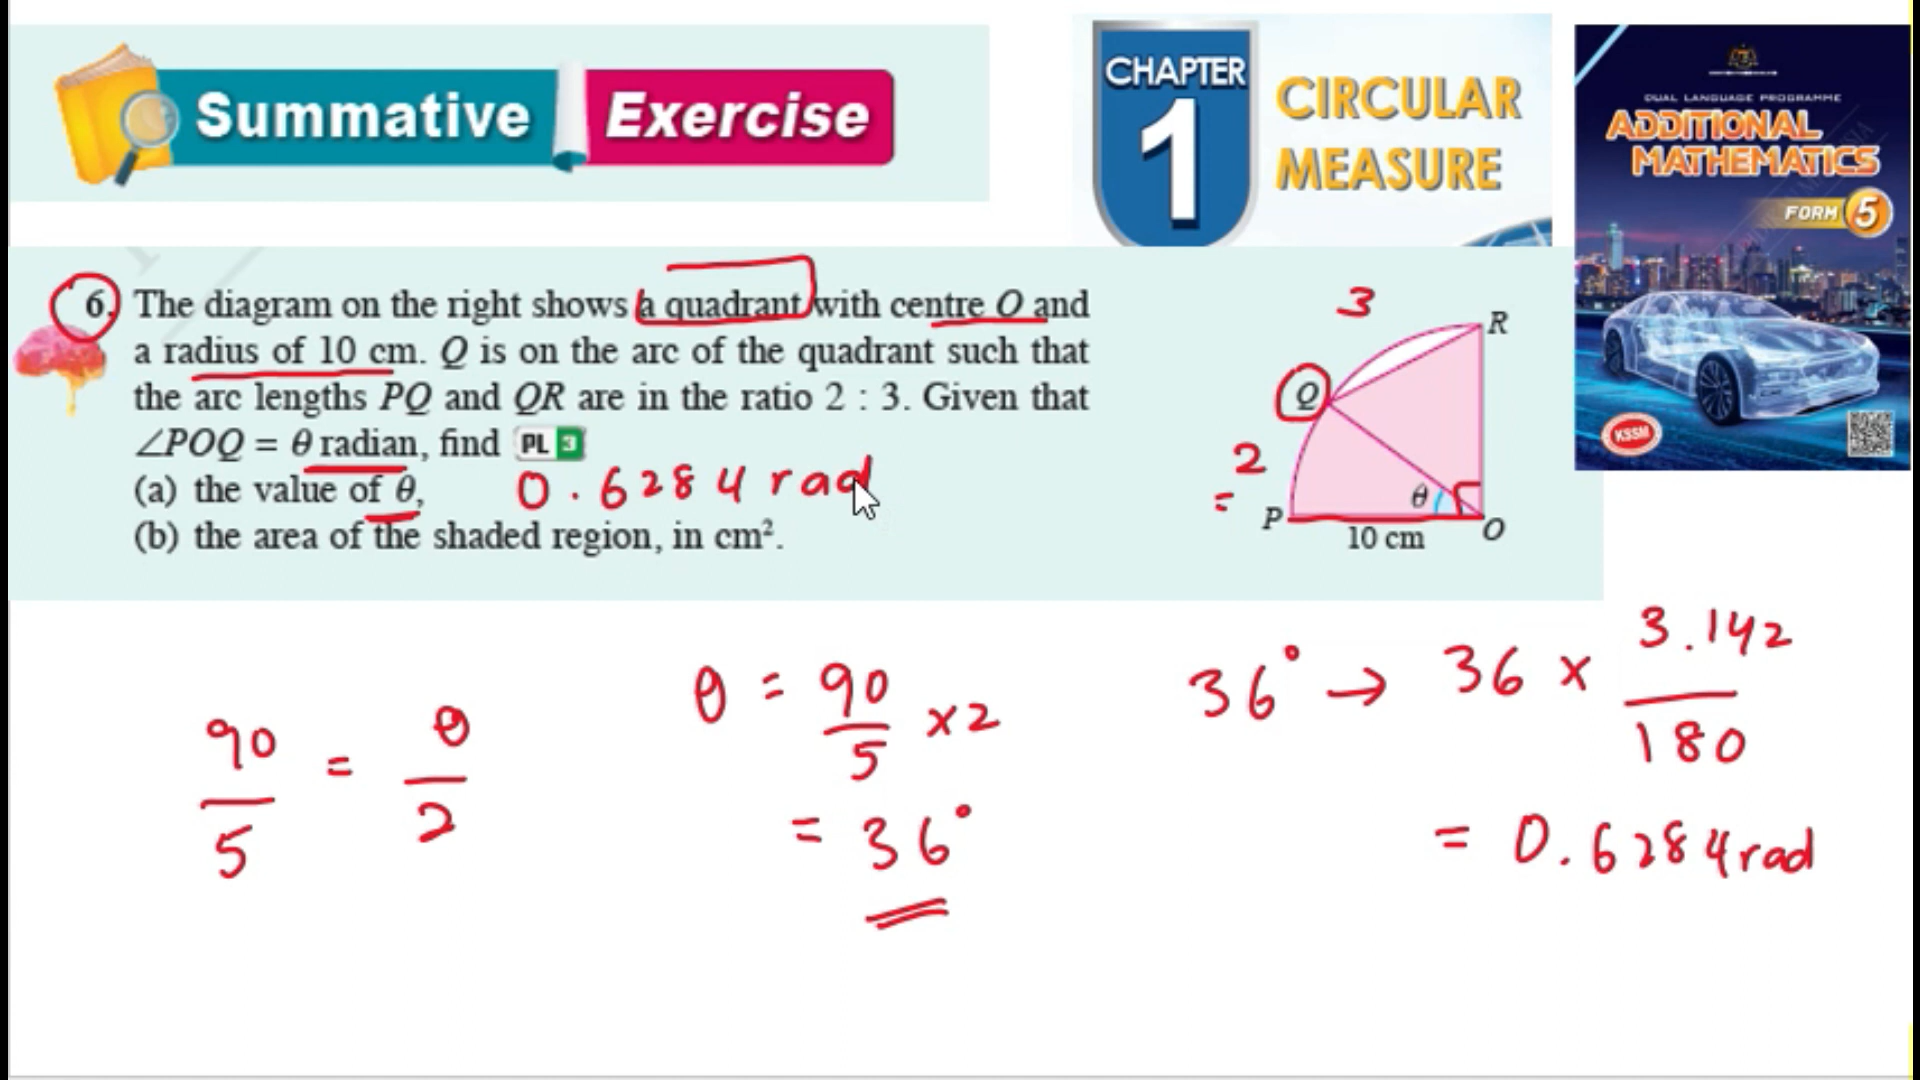 Summative Exercise
CHAPTER
1
CIRCULAR
MEASURE
DUAL LANGUAGE PROGRAMME
ADDITIONAL
MATHEMATICS
FORM 5
KSSM
6. The diagram on the right shows a quadrant with centre O and
a radius of 10 cm. Q is on the arc of the quadrant such that
the arc lengths PQ and QR are in the ratio 2 : 3. Given that
∠POQ = θ radian, find PL 3
(a) the value of θ,
0.6284 rad
(b) the area of the shaded region, in cm².
3
R
Q
2
=
θ
P
O
10 cm
90/5 = θ/2
θ = 90/5 × 2
= 36°
36° → 36 × 3.142/180
= 0.6284 rad